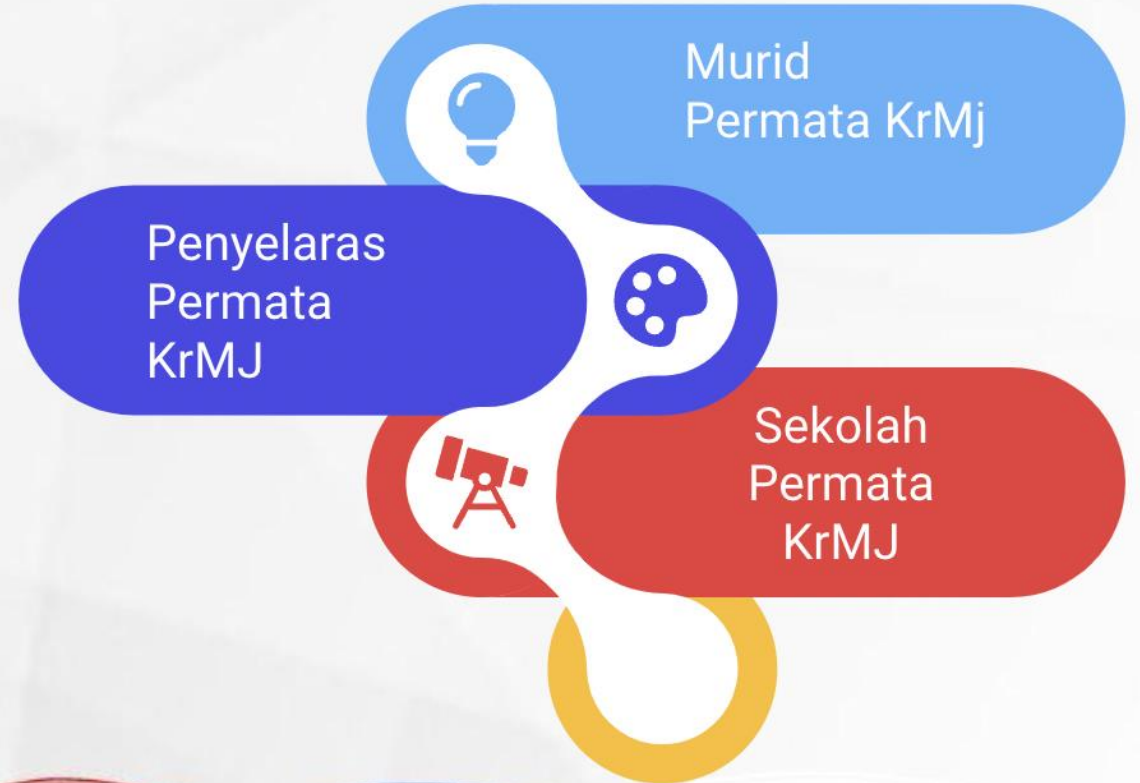 Murid
Permata KrMj
Penyelaras
Permata
KrMJ
Sekolah
Permata
KrMJ